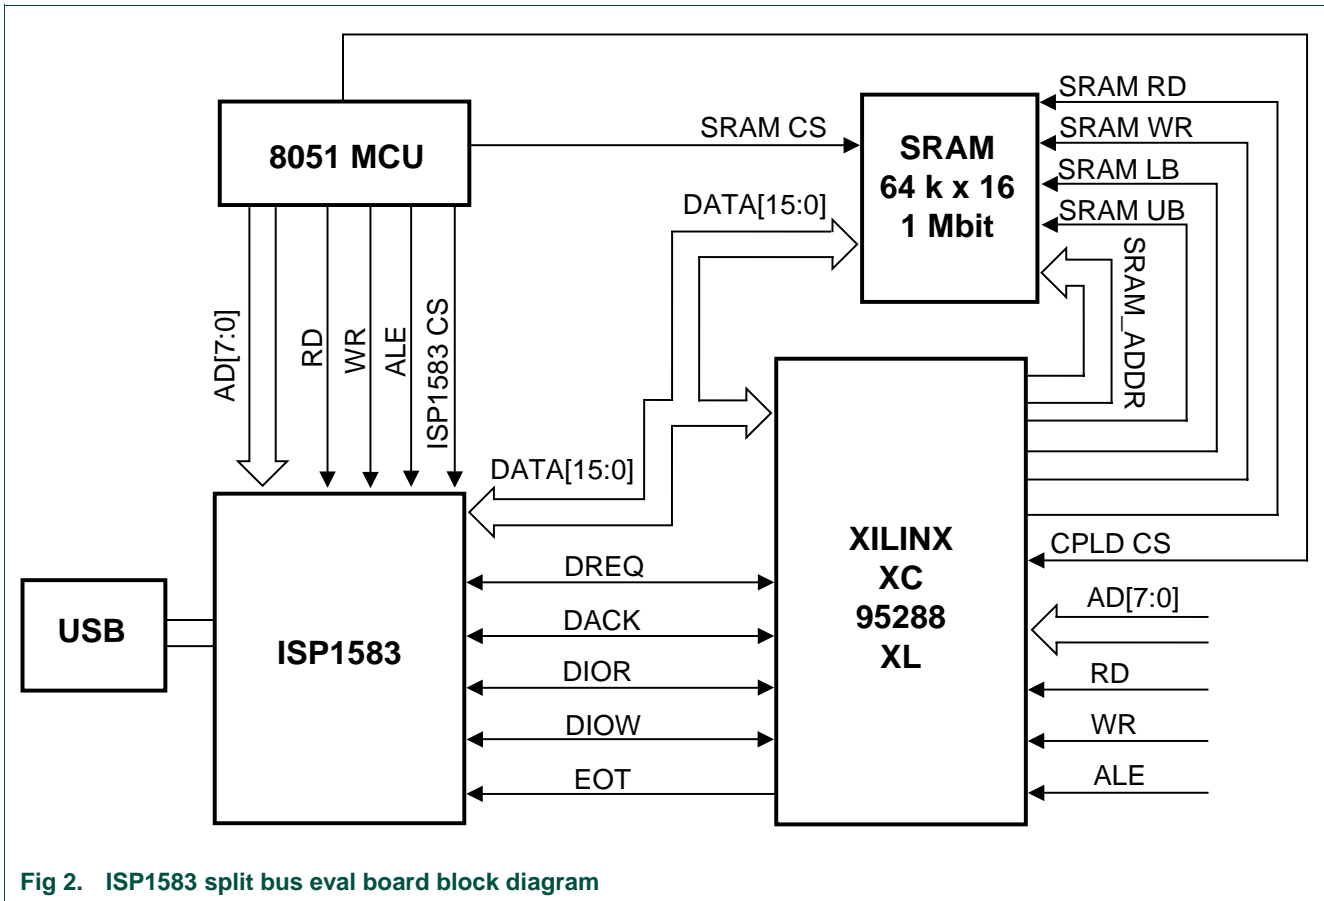 SRAM RD
SRAM CS
SRAM WR
8051 MCU
SRAM
64 k x 16
1 Mbit
SRAM LB
DATA[15:0]
SRAM UB
SRAM_ADDR
AD[7:0]
RD
WR
ALE
ISP1583 CS
DATA[15:0]
XILINX
XC
95288
XL
CPLD CS
DREQ
AD[7:0]
USB
ISP1583
DACK
DIOR
RD
DIOW
WR
EOT
ALE
Fig 2. ISP1583 split bus eval board block diagram